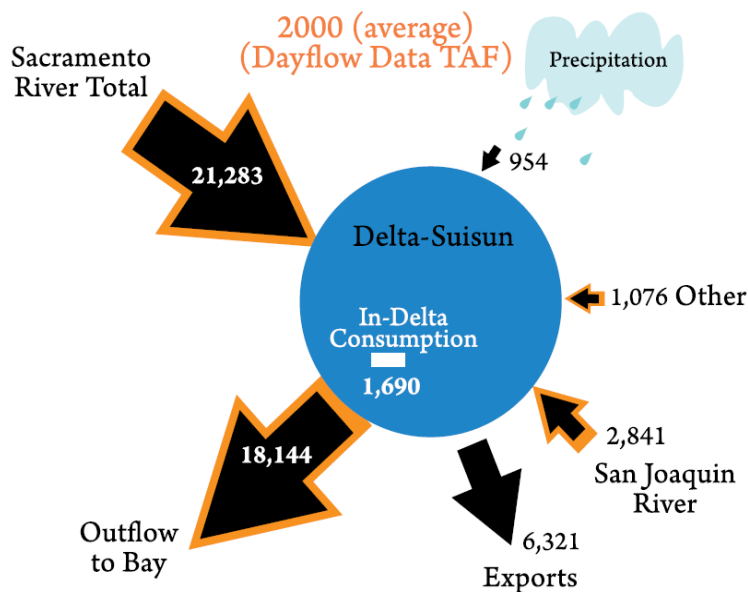 2000 (average)
(Dayflow Data TAF)
Sacramento
River Total
Precipitation
21,283
954
Delta-Suisun
1,076 Other
In-Delta
Consumption
1,690
2,841
San Joaquin
River
18,144
Outflow
to Bay
6,321
Exports